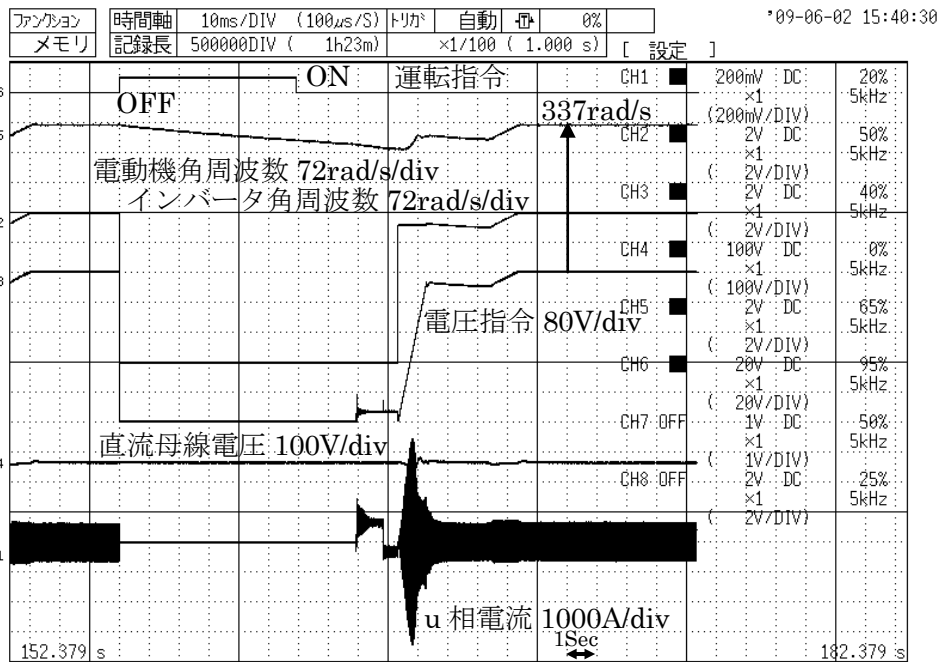 ファンクション 時間軸 10ms/DIV (100µs/S) トリガ 自動 0% '09-06-02 15:40:30
メモリ 記録長 500000DIV ( 1h23m) ×1/100 ( 1.000 s) [ 設定 ]
ON 運転指令 CH1 200mV DC 20%
×1 5kHz
OFF 337rad/s (200mV/DIV)
CH2 2V DC 50%
×1 5kHz
電動機角周波数 72rad/s/div ( 2V/DIV)
インバータ角周波数 72rad/s/div CH3 2V DC 40%
×1 5kHz
( 2V/DIV)
CH4 100V DC 0%
×1 5kHz
( 100V/DIV)
電圧指令 80V/div CH5 2V DC 65%
×1 5kHz
( 2V/DIV)
CH6 20V DC 95%
×1 5kHz
( 20V/DIV)
CH7 OFF 1V DC 50%
直流母線電圧 100V/div ×1 5kHz
( 1V/DIV)
CH8 OFF 2V DC 25%
×1 5kHz
( 2V/DIV)
u 相電流 1000A/div
1Sec
152.379 s 182.379 s